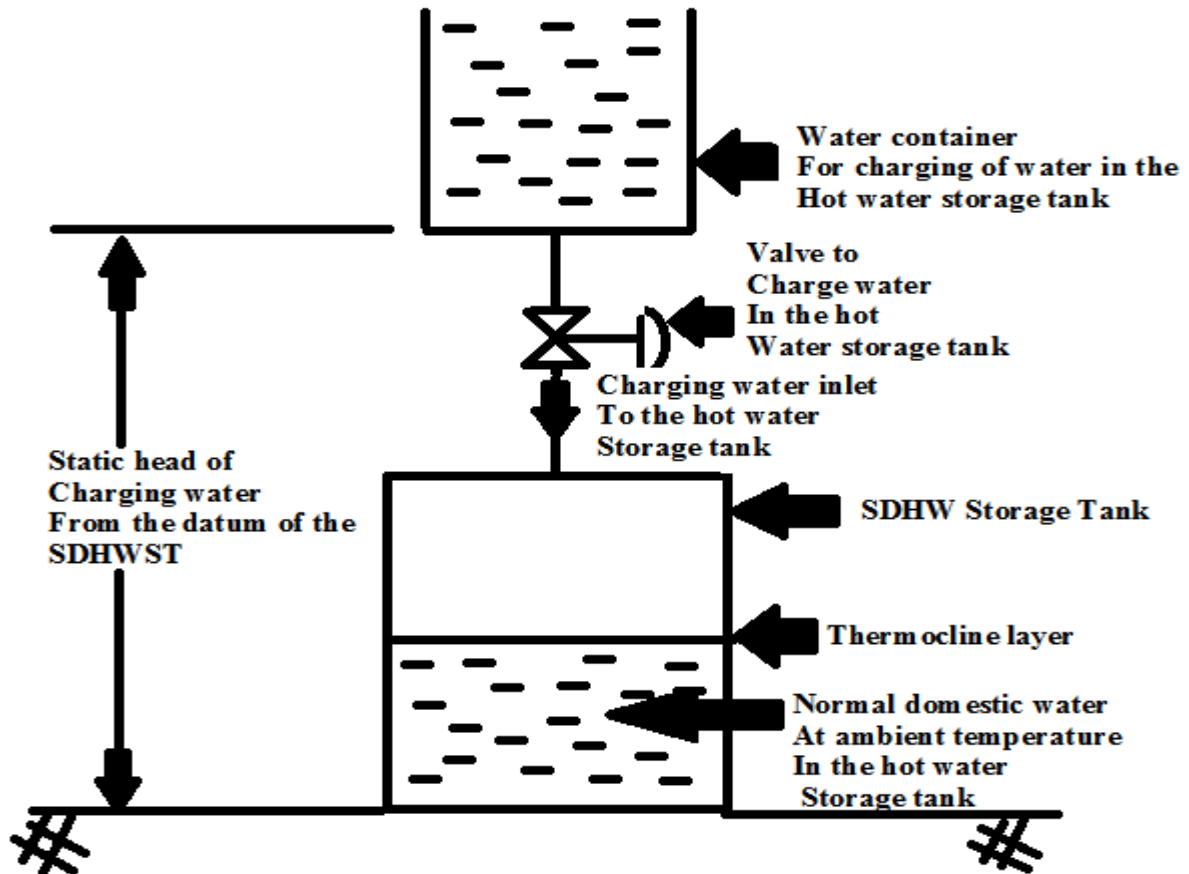 Water container
For charging of water in the
Hot water storage tank
Valve to
Charge water
In the hot
Water storage tank
Charging water inlet
To the hot water
Storage tank
Static head of
Charging water
From the datum of the
SDHWST
SDHW Storage Tank
Thermocline layer
Normal domestic water
At ambient temperature
In the hot water
Storage tank